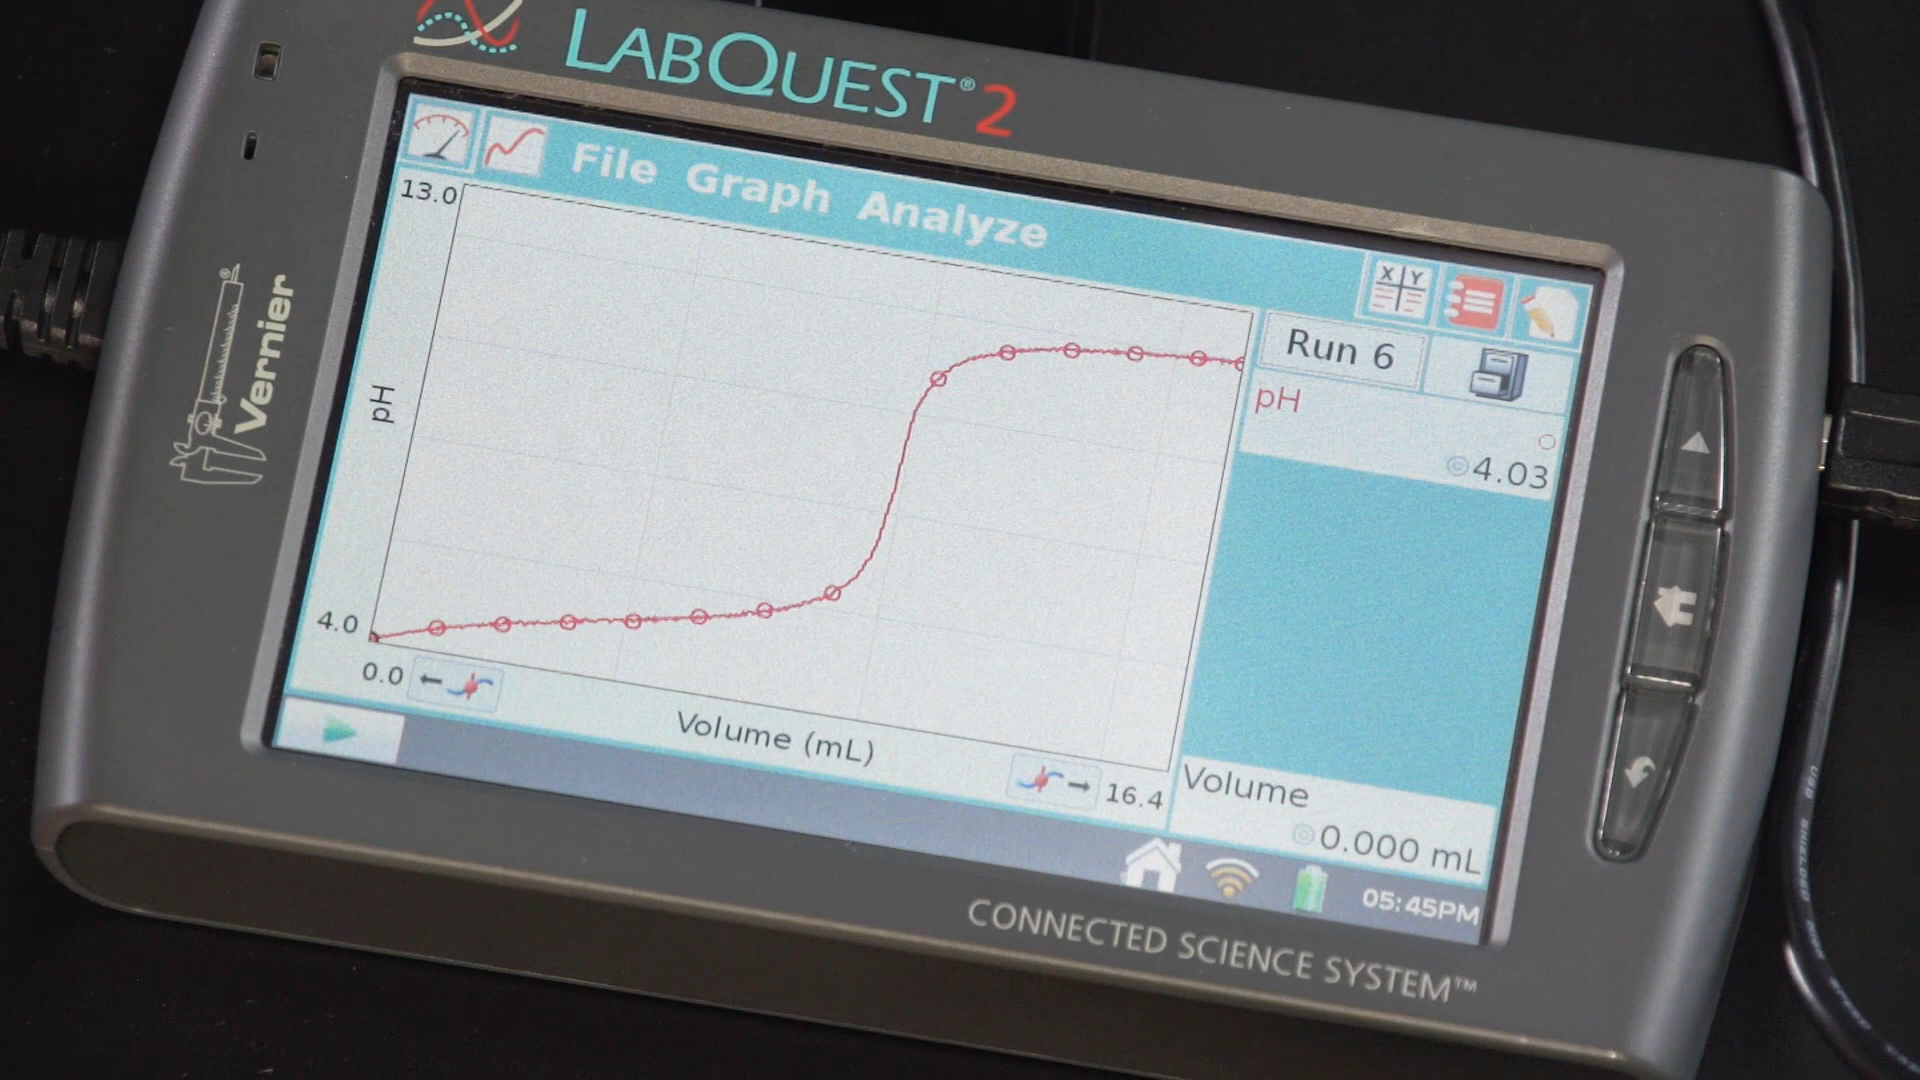 LABQUEST® 2
File Graph Analyze
X Y
13.0
Run 6
pH
pH
4.03
4.0
0.0
Volume (mL)
16.4
Volume
0.000 mL
05:45PM
Vernier®
CONNECTED SCIENCE SYSTEM™